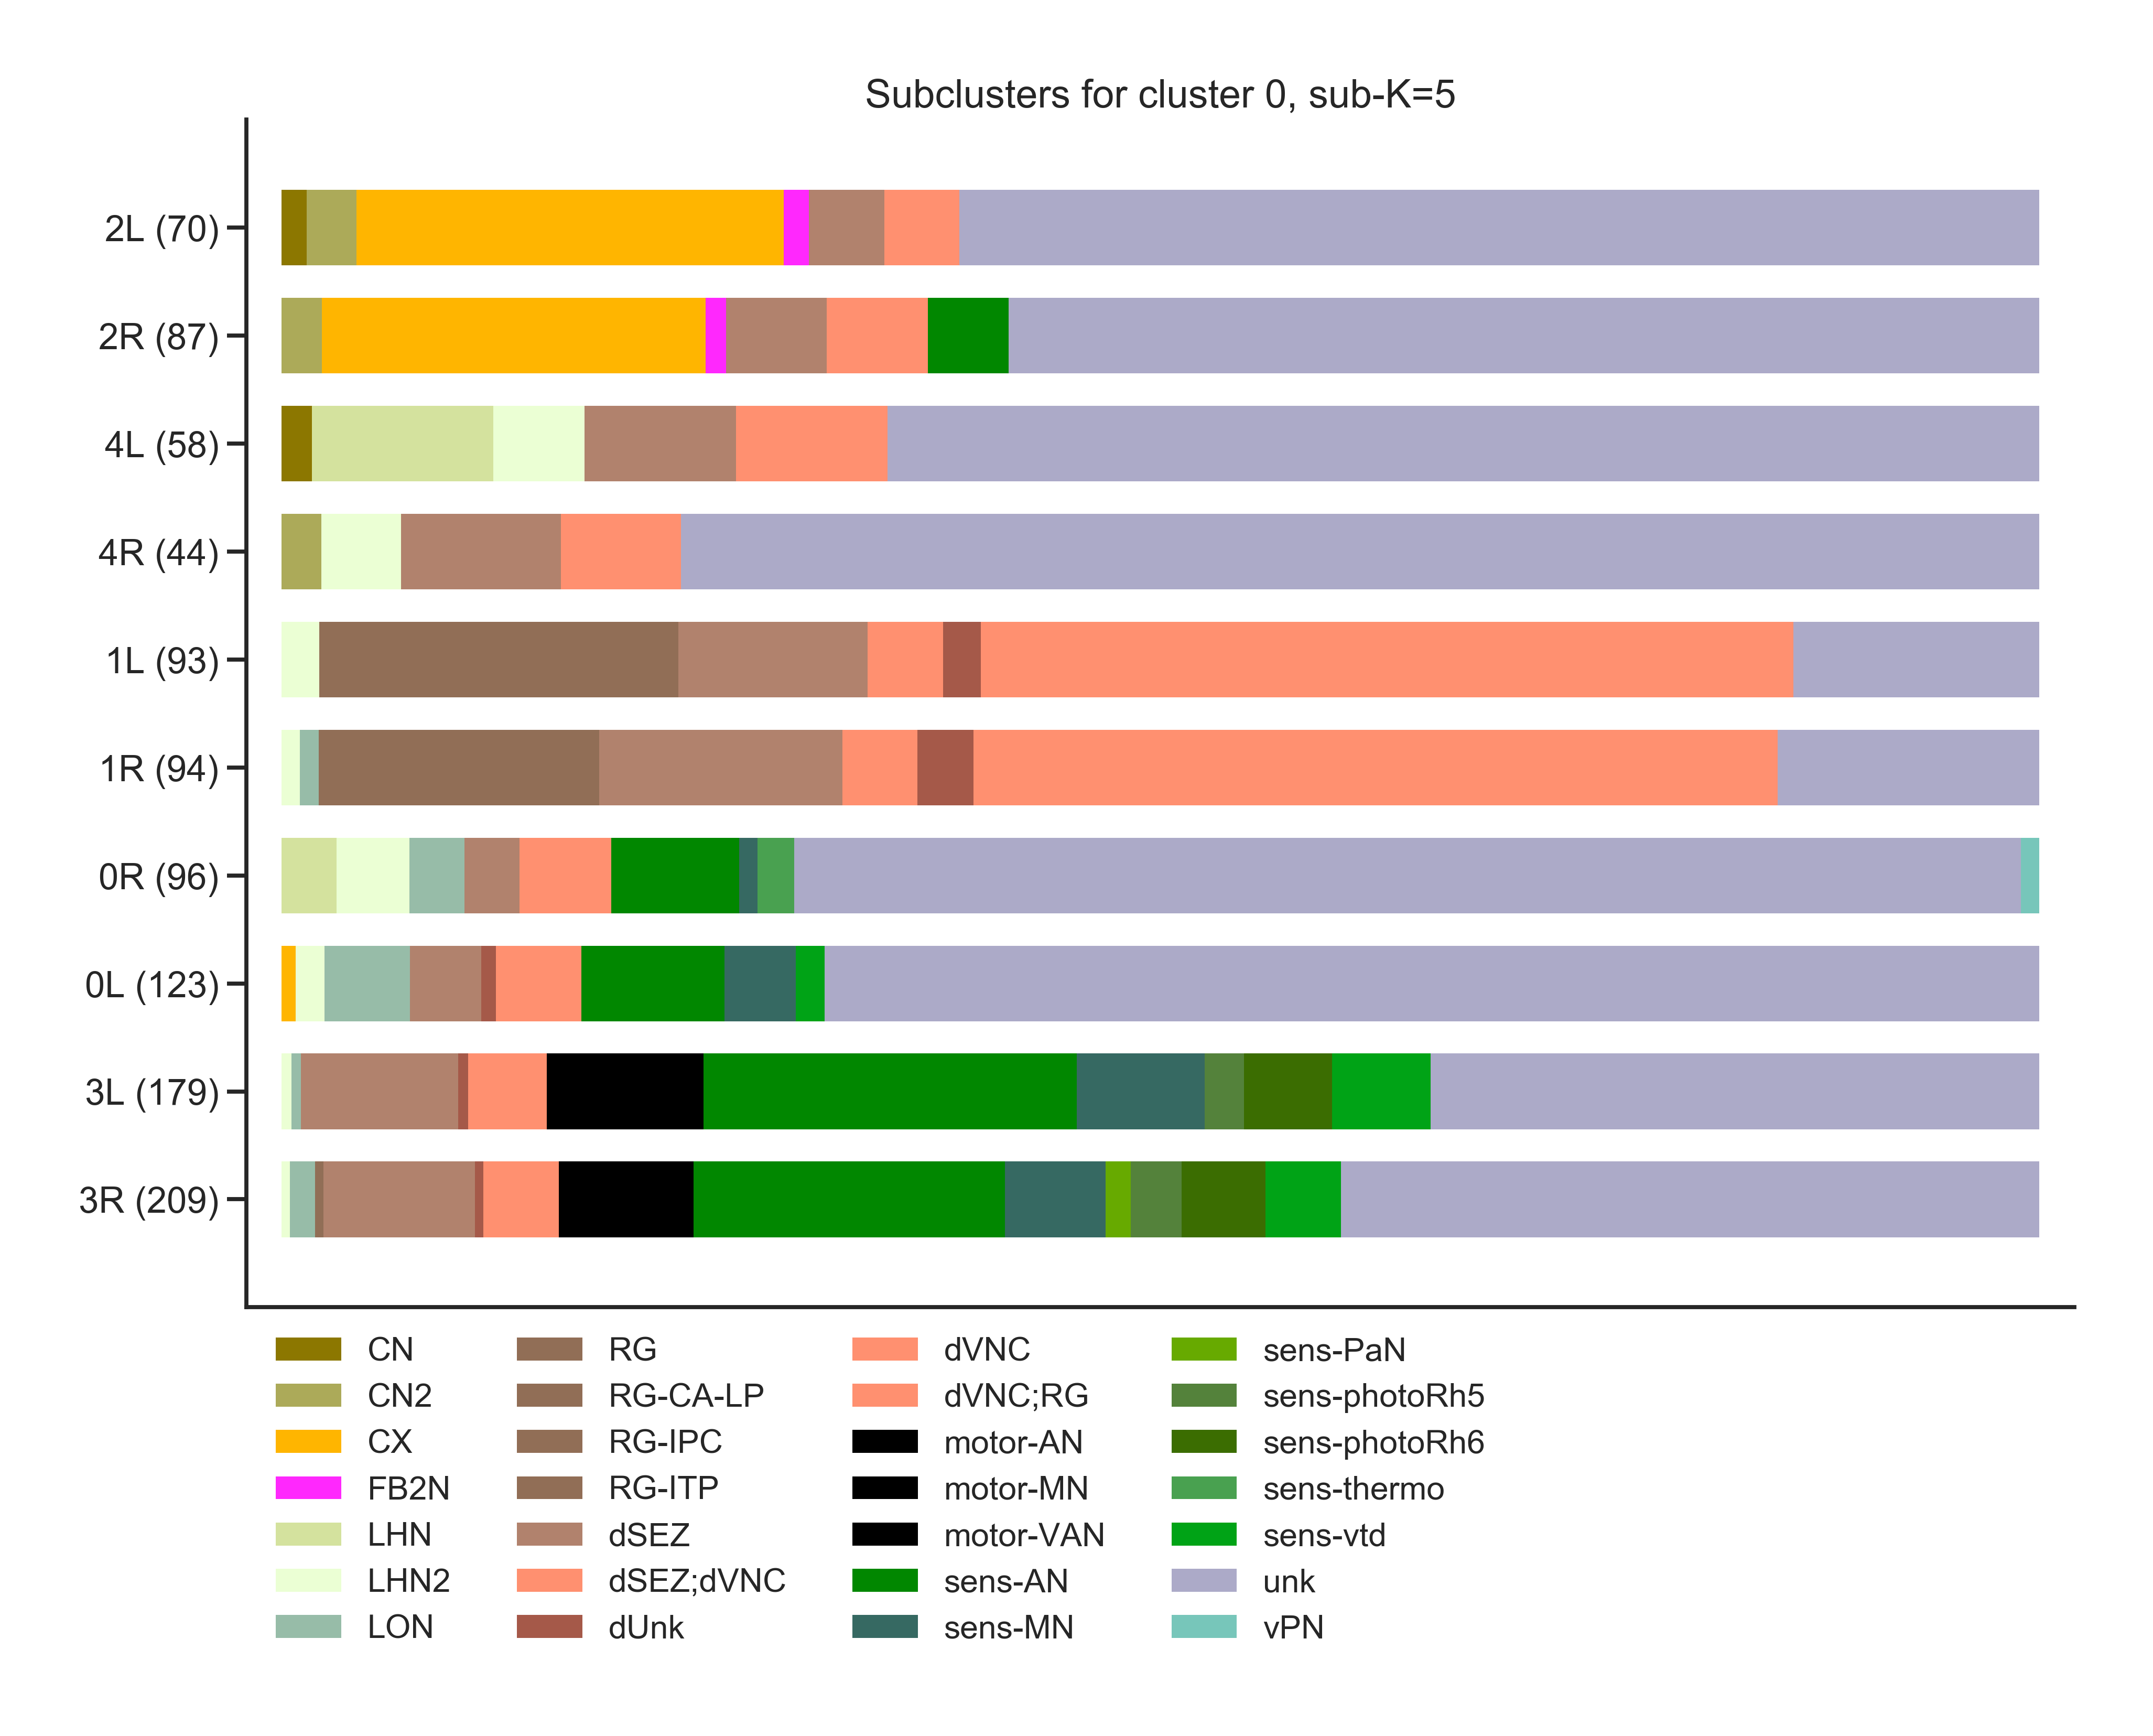 Subclusters for cluster 0, sub-K=5
2L (70)
2R (87)
4L (58)
4R (44)
1L (93)
1R (94)
0R (96)
0L (123)
3L (179)
3R (209)
CN
CN2
CX
FB2N
LHN
LHN2
LON
RG
RG-CA-LP
RG-IPC
RG-ITP
dSEZ
dSEZ;dVNC
dUnk
dVNC
dVNC;RG
motor-AN
motor-MN
motor-VAN
sens-AN
sens-MN
sens-PaN
sens-photoRh5
sens-photoRh6
sens-thermo
sens-vtd
unk
vPN